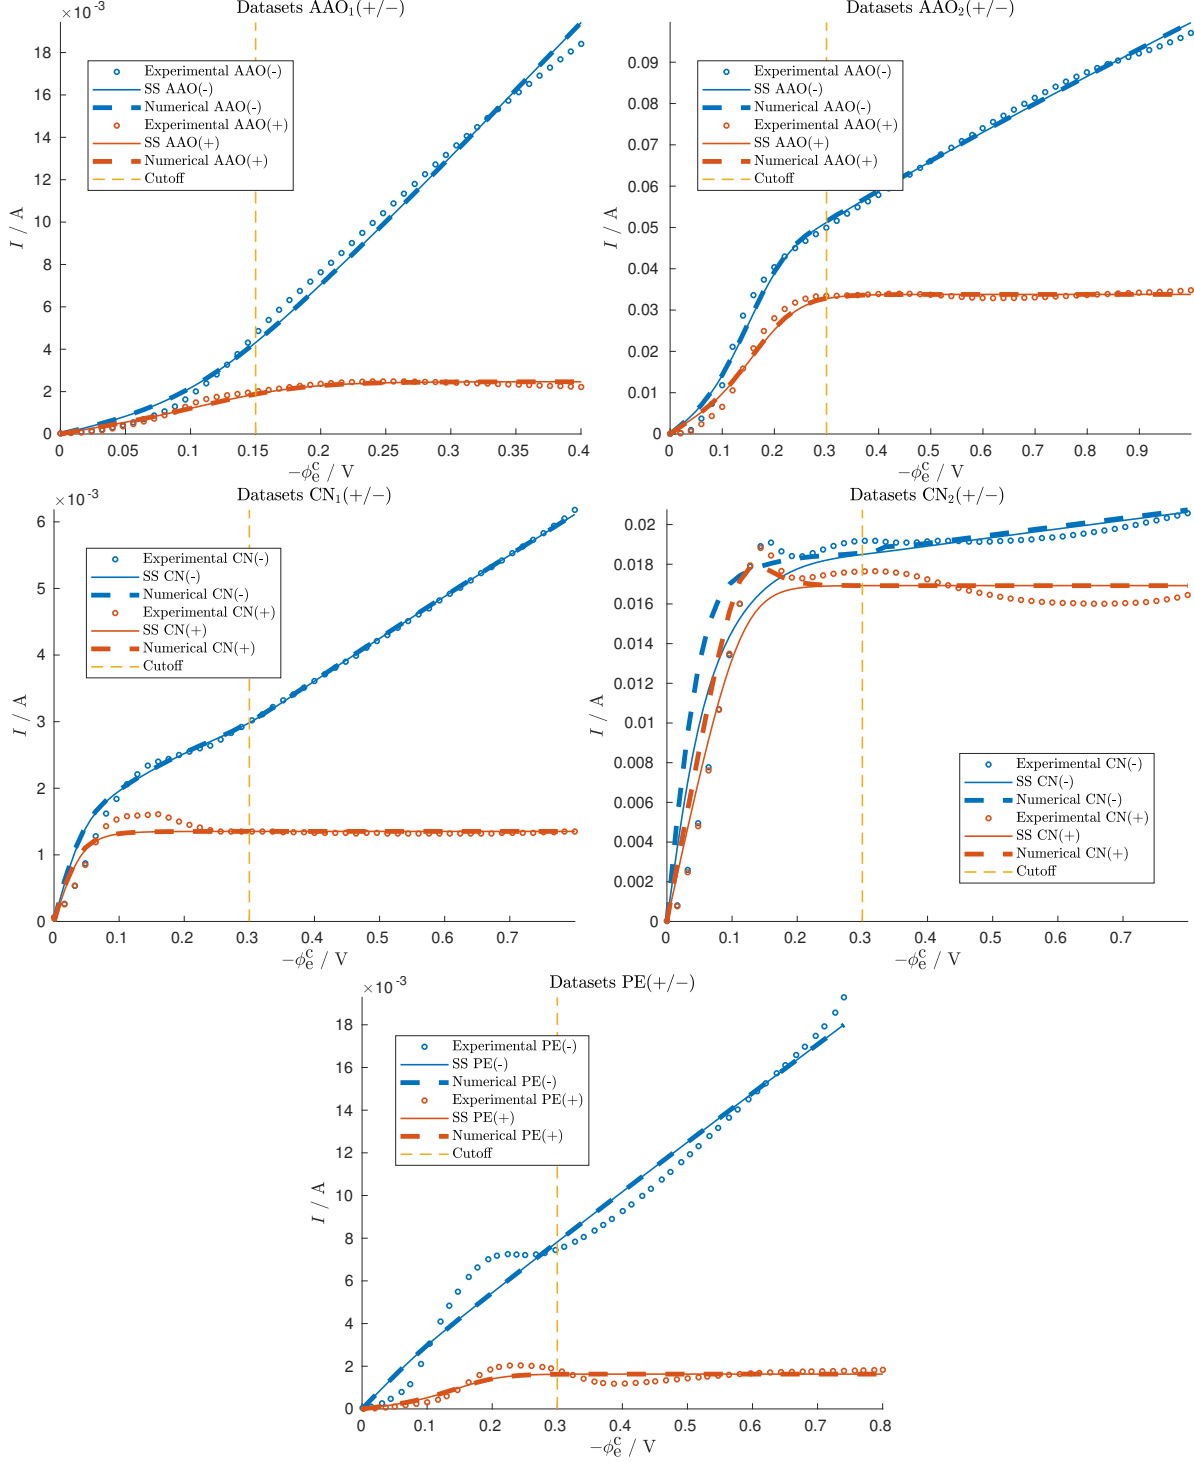 Datasets AAO₁(+/−)
×10⁻³
18
16
14
12
10
8
6
4
2
0
I / A
Experimental AAO(-)
SS AAO(-)
Numerical AAO(-)
Experimental AAO(+)
SS AAO(+)
Numerical AAO(+)
Cutoff
0 0.05 0.1 0.15 0.2 0.25 0.3 0.35 0.4
−ϕₑᶜ / V
Datasets AAO₂(+/−)
0.09
0.08
0.07
0.06
0.05
0.04
0.03
0.02
0.01
0
I / A
Experimental AAO(-)
SS AAO(-)
Numerical AAO(-)
Experimental AAO(+)
SS AAO(+)
Numerical AAO(+)
Cutoff
0 0.1 0.2 0.3 0.4 0.5 0.6 0.7 0.8 0.9
−ϕₑᶜ / V
Datasets CN₁(+/−)
×10⁻³
6
5
4
3
2
1
0
I / A
Experimental CN(-)
SS CN(-)
Numerical CN(-)
Experimental CN(+)
SS CN(+)
Numerical CN(+)
Cutoff
0 0.1 0.2 0.3 0.4 0.5 0.6 0.7
−ϕₑᶜ / V
Datasets CN₂(+/−)
0.02
0.018
0.016
0.014
0.012
0.01
0.008
0.006
0.004
0.002
0
I / A
Experimental CN(-)
SS CN(-)
Numerical CN(-)
Experimental CN(+)
SS CN(+)
Numerical CN(+)
Cutoff
0 0.1 0.2 0.3 0.4 0.5 0.6 0.7
−ϕₑᶜ / V
Datasets PE(+/−)
×10⁻³
18
16
14
12
10
8
6
4
2
0
I / A
Experimental PE(-)
SS PE(-)
Numerical PE(-)
Experimental PE(+)
SS PE(+)
Numerical PE(+)
Cutoff
0 0.1 0.2 0.3 0.4 0.5 0.6 0.7 0.8
−ϕₑᶜ / V